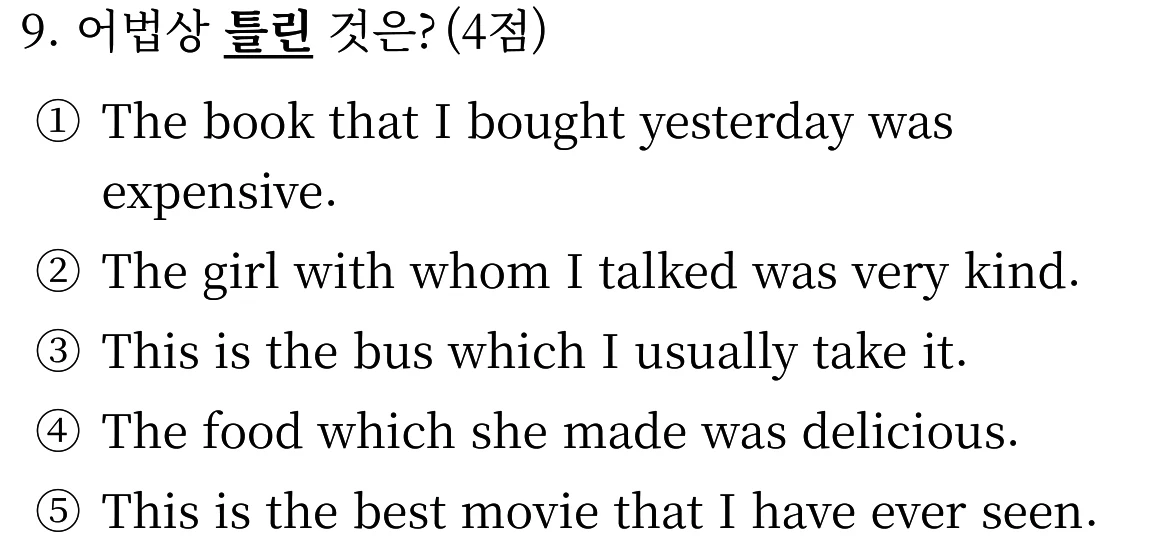 9. 어법상 틀린 것은? (4점)
① The book that I bought yesterday was
expensive.
② The girl with whom I talked was very kind.
③ This is the bus which I usually take it.
④ The food which she made was delicious.
⑤ This is the best movie that I have ever seen.